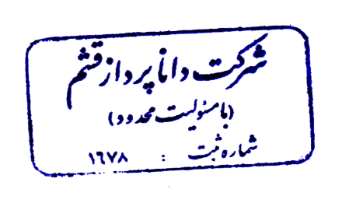 شرکت دانا پرداز قشم
(با مسئولیت محدود)
شماره ثبت : ۱۶۷۸